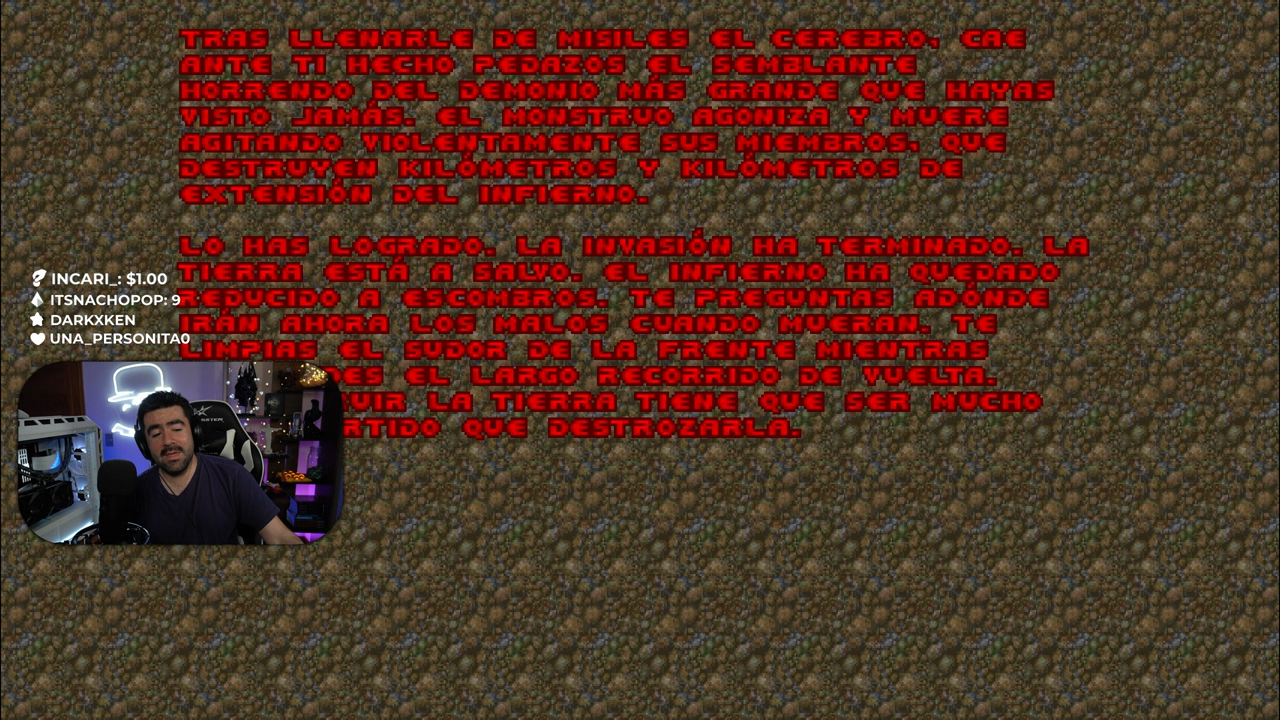 TRAS LLENARLE DE MISILES EL CEREBRO, CAE
ANTE TI HECHO PEDAZOS EL SEMBLANTE
HORRENDO DEL DEMONIO MÁS GRANDE QUE HAYAS
VISTO JAMÁS. EL MONSTRUO AGONIZA Y MUERE
AGITANDO VIOLENTAMENTE SUS MIEMBROS, QUE
DESTRUYEN KILÓMETROS Y KILÓMETROS DE
EXTENSIÓN DEL INFIERNO.
LO HAS LOGRADO. LA INVASIÓN HA TERMINADO. LA
TIERRA ESTÁ A SALVO. EL INFIERNO HA QUEDADO
REDUCIDO A ESCOMBROS. TE PREGUNTAS ADÓNDE
IRÁN AHORA LOS MALOS CUANDO MUERAN. TE
LIMPIAS EL SUDOR DE LA FRENTE MIENTRAS
DES EL LARGO RECORRIDO DE VUELTA.
UIR LA TIERRA TIENE QUE SER MUCHO
RTIDO QUE DESTROZARLA.
INCARI_: $1.00
ITSNACHOPOP: 9
DARKXKEN
UNA_PERSONITA0